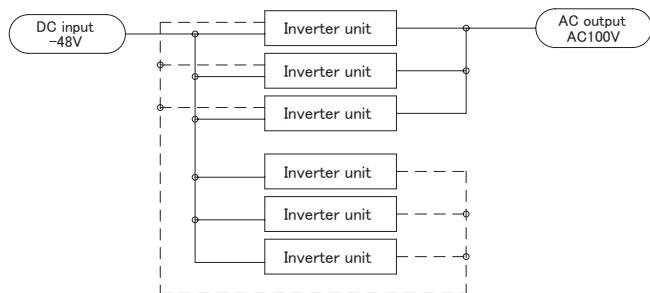 DC input
-48V
Inverter unit
AC output
AC100V
Inverter unit
Inverter unit
Inverter unit
Inverter unit
Inverter unit